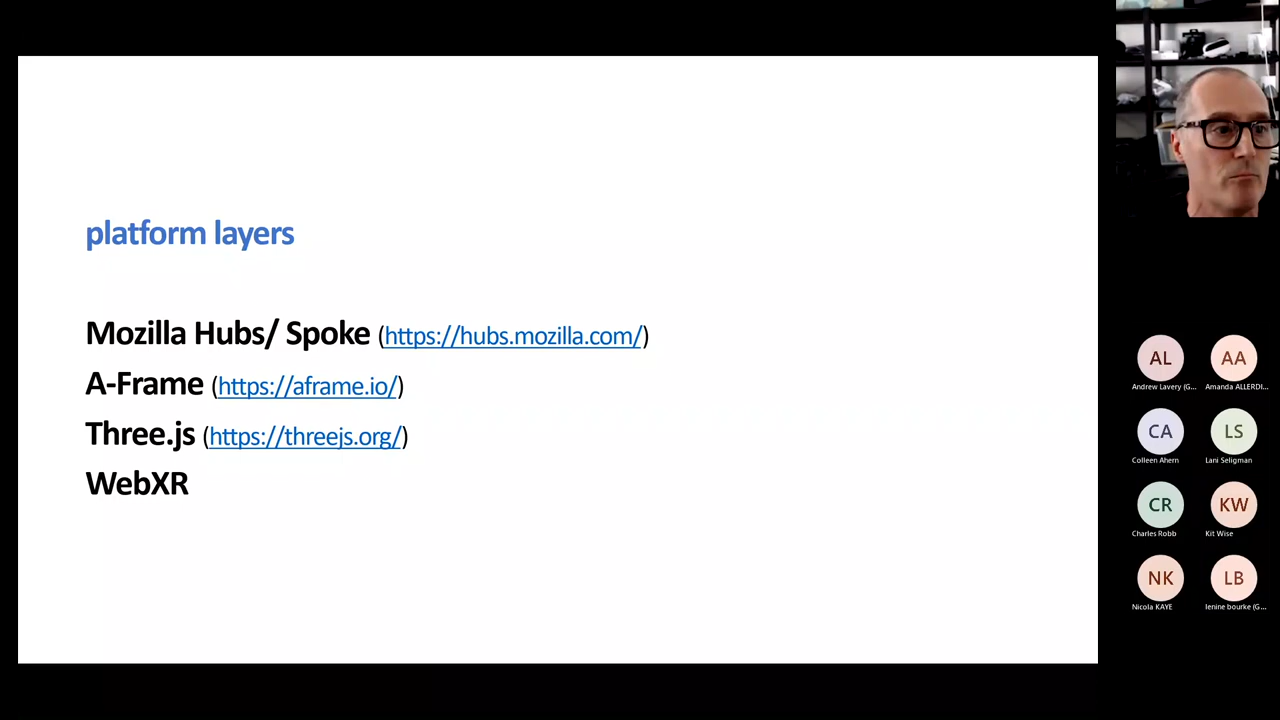 platform layers
Mozilla Hubs/ Spoke (https://hubs.mozilla.com/)
A-Frame (https://aframe.io/)
Three.js (https://threejs.org/)
WebXR
AL
AA
Andrew Lavery (G...
Amanda ALLERDI...
CA
LS
Colleen Ahern
Lani Seligman
CR
KW
Charles Robb
Kit Wise
NK
LB
Nicola KAYE
lenine bourke (G...